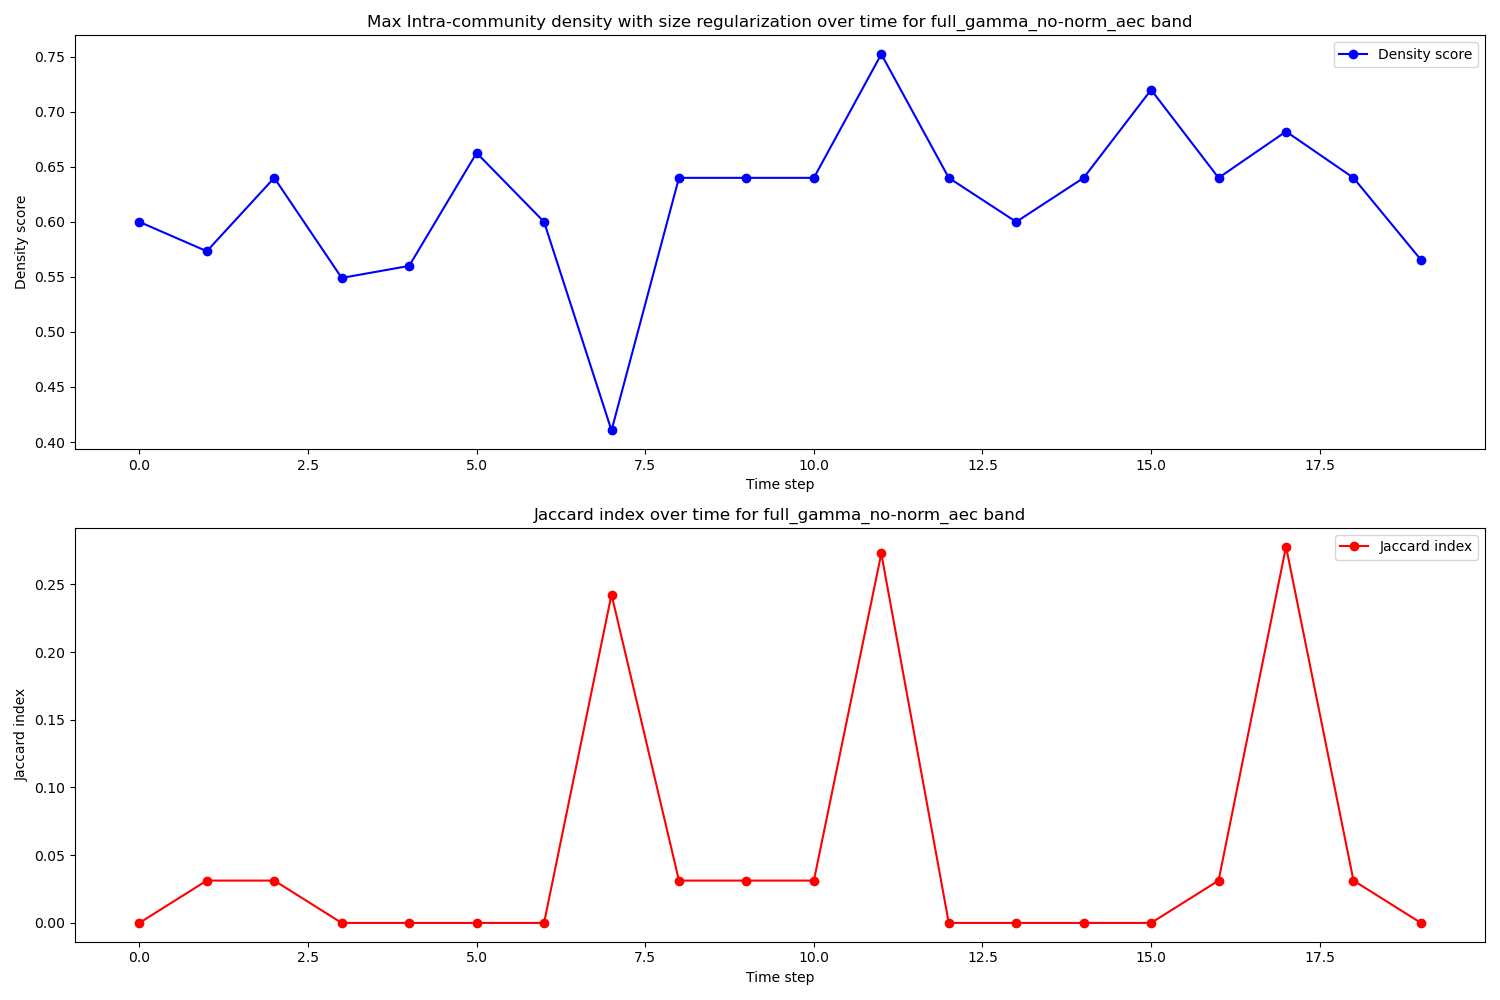 Max Intra-community density with size regularization over time for full_gamma_no-norm_aec band
Density score
0.75
0.70
0.65
0.60
0.55
0.50
0.45
0.40
Density score
0.0 2.5 5.0 7.5 10.0 12.5 15.0 17.5
Time step
Jaccard index over time for full_gamma_no-norm_aec band
Jaccard index
0.25
0.20
0.15
0.10
0.05
0.00
Jaccard index
0.0 2.5 5.0 7.5 10.0 12.5 15.0 17.5
Time step